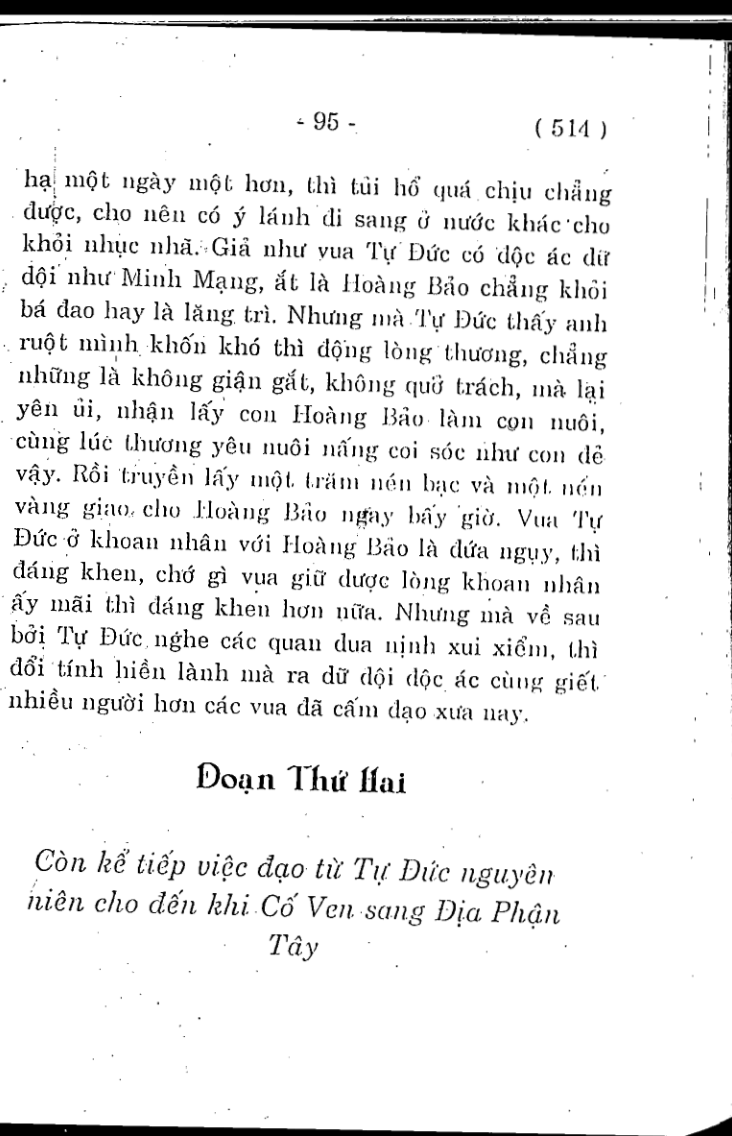 - 95 -
( 514 )
hạ một ngày một hơn, thì tủi hổ quá chịu chẳng
được, cho nên có ý lánh đi sang ở nước khác cho
khỏi nhục nhã. Giả như vua Tự Đức có độc ác dữ
dội như Minh Mạng, ắt là Hoàng Bảo chẳng khỏi
bá đao hay là lăng trì. Nhưng mà Tự Đức thấy anh
ruột mình khốn khó thì động lòng thương, chẳng
những là không giận gắt, không quở trách, mà lại
yên ủi, nhận lấy con Hoàng Bảo làm con nuôi,
cùng lúc thương yêu nuôi nấng coi sóc như con đẻ
vậy. Rồi truyền lấy một trăm nén bạc và một nén
vàng giao cho Hoàng Bảo ngay bấy giờ. Vua Tự
Đức ở khoan nhân với Hoàng Bảo là đứa ngụy, thì
đáng khen, chớ gì vua giữ được lòng khoan nhân
ấy mãi thì đáng khen hơn nữa. Nhưng mà về sau
bởi Tự Đức nghe các quan dua nịnh xui xiểm, thì
đổi tính hiền lành mà ra dữ dội độc ác cùng giết
nhiều người hơn các vua đã cấm đạo xưa nay.
Đoạn Thứ Hai
Còn kể tiếp việc đạo từ Tự Đức nguyên
niên cho đến khi Cố Ven sang Địa Phận
Tây